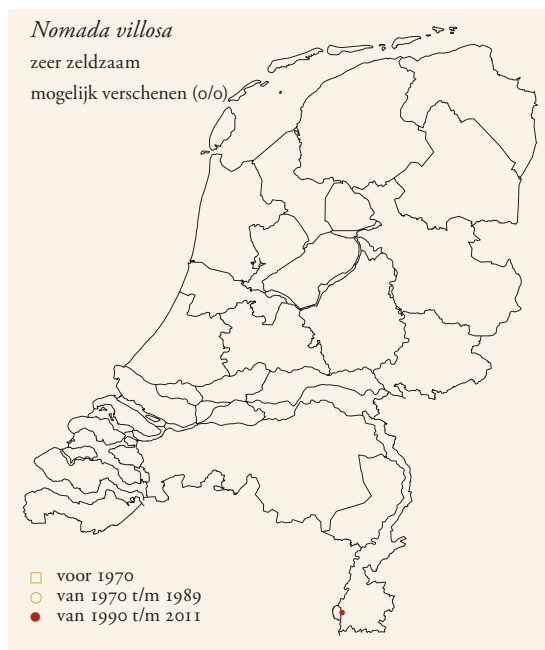 Nomada villosa
zeer zeldzaam
mogelijk verschenen (0/0)
voor 1970
van 1970 t/m 1989
van 1990 t/m 2011